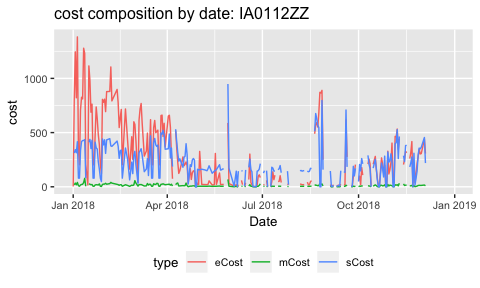 cost composition by date: IA0112ZZ
1000
500
0
cost
Jan 2018 Apr 2018 Jul 2018 Oct 2018 Jan 2019
Date
type eCost mCost sCost